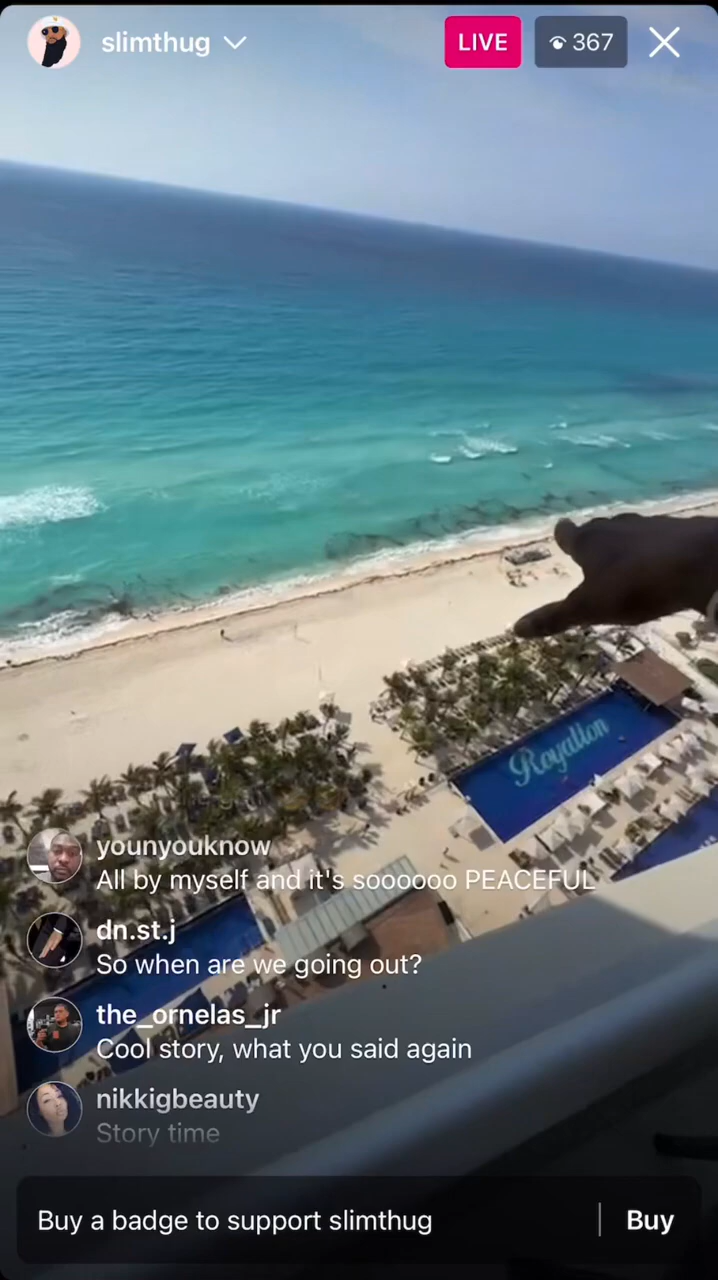 slimthug
LIVE
367
Royalton
younyouknow
All by myself and it's soooooo PEACEFUL
dn.st.j
So when are we going out?
the_ornelas_jr
Cool story, what you said again
nikkigbeauty
Story time
Buy a badge to support slimthug
Buy